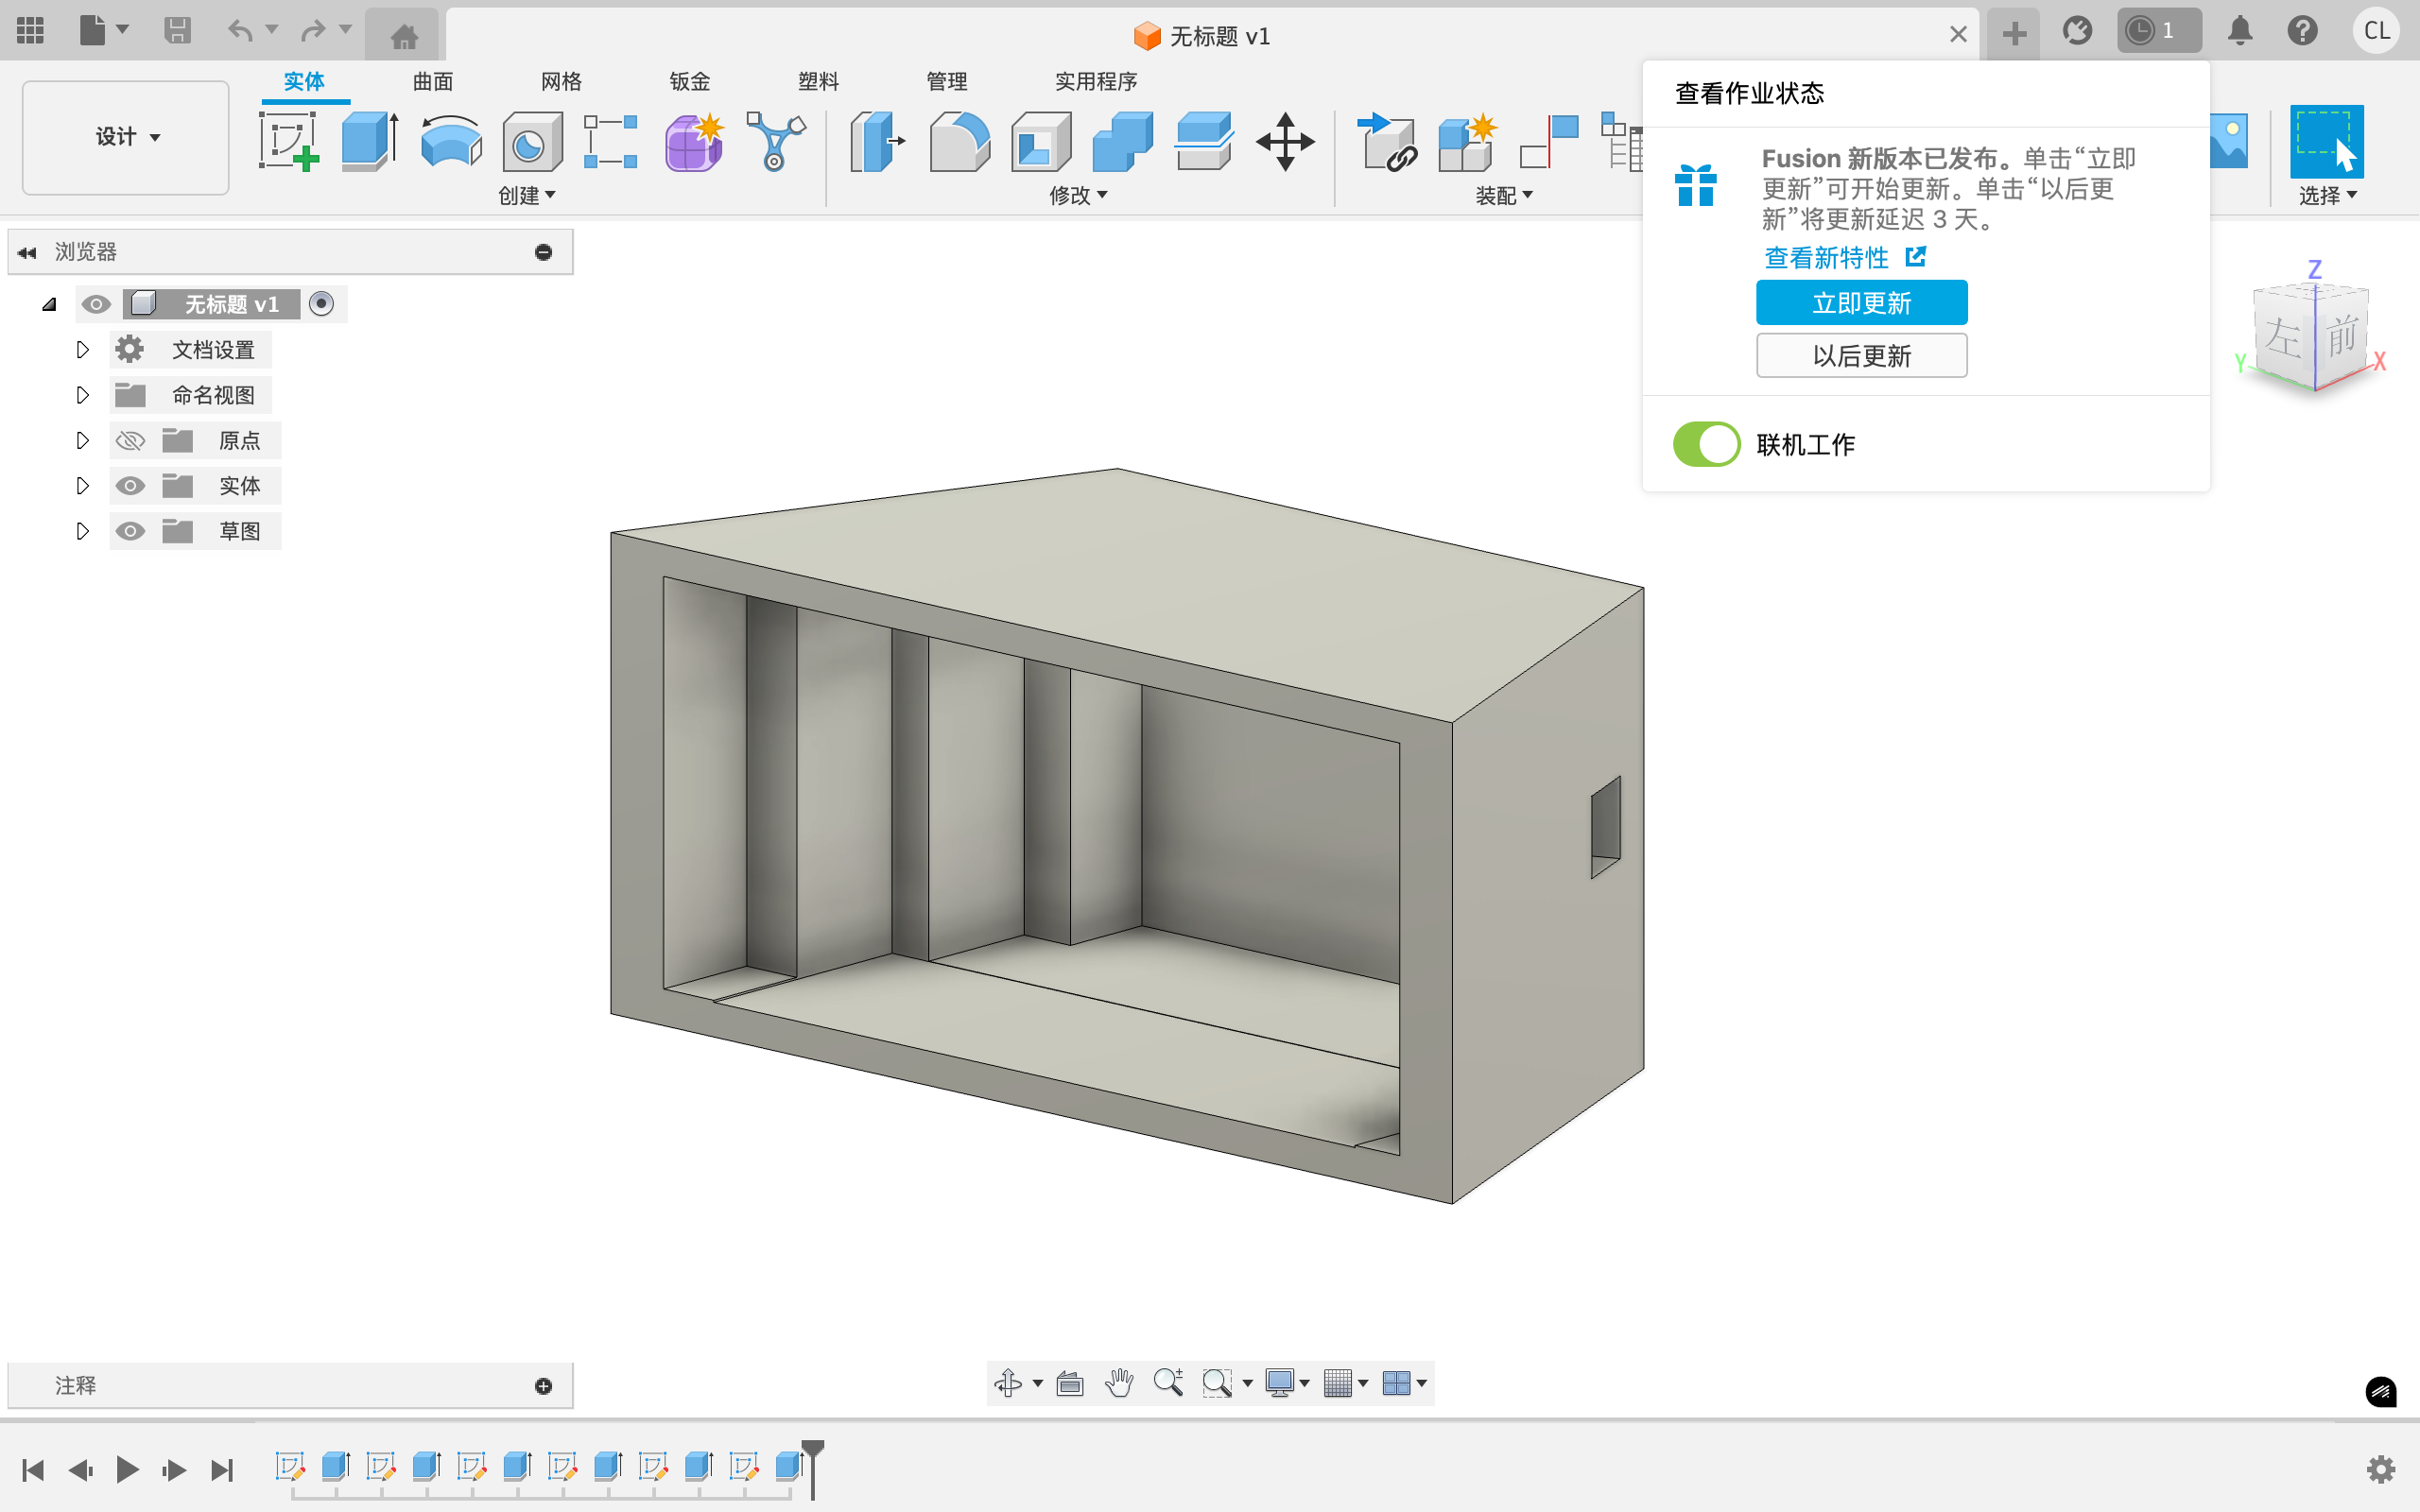 无标题 v1
1
CL
实体 曲面 网格 钣金 塑料 管理 实用程序
设计
创建
修改
装配
选择
查看作业状态
Fusion 新版本已发布。单击“立即
更新”可开始更新。单击“以后更
新”将更新延迟 3 天。
查看新特性
立即更新
以后更新
联机工作
浏览器
无标题 v1
文档设置
命名视图
原点
实体
草图
Z
左
前
Y
X
注释